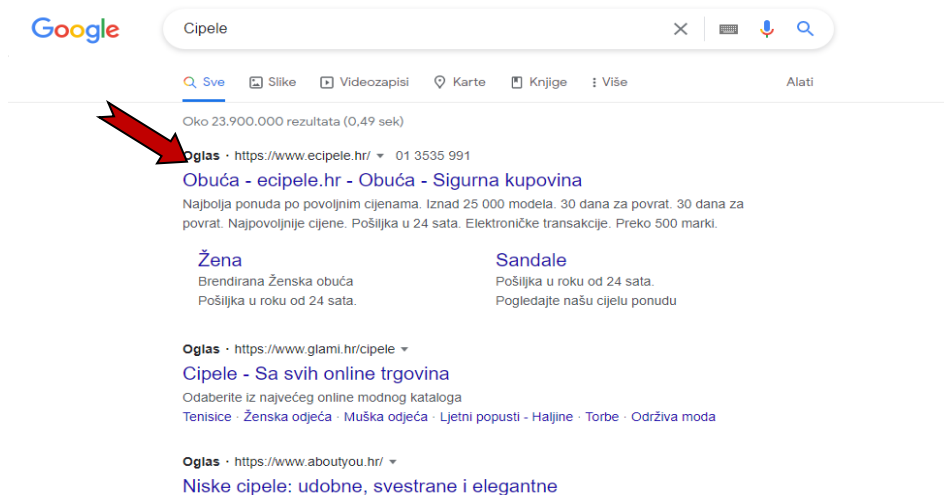 Google
Cipele
Sve Slike Videozapisi Karte Knjige Više Alati
Oko 23.900.000 rezultata (0,49 sek)
Oglas · https://www.ecipele.hr/ 01 3535 991
Obuća - ecipele.hr - Obuća - Sigurna kupovina
Najbolja ponuda po povoljnim cijenama. Iznad 25 000 modela. 30 dana za povrat. 30 dana za
povrat. Najpovoljnije cijene. Pošiljka u 24 sata. Elektroničke transakcije. Preko 500 marki.
Žena
Brendirana Ženska obuća
Pošiljka u roku od 24 sata.
Sandale
Pošiljka u roku od 24 sata.
Pogledajte našu cijelu ponudu
Oglas · https://www.glami.hr/cipele
Cipele - Sa svih online trgovina
Odaberite iz najvećeg online modnog kataloga
Tenisice · Ženska odjeća · Muška odjeća · Ljetni popusti - Haljine · Torbe · Održiva moda
Oglas · https://www.aboutyou.hr/
Niske cipele: udobne, svestrane i elegantne